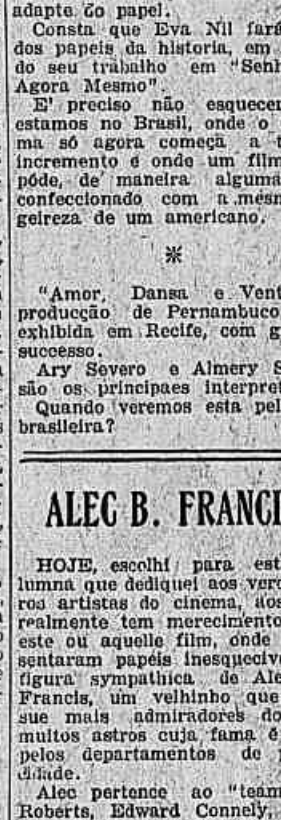 adapte ao papel.
Consta que Eva Nil fará
dos papeis da historia, em
do seu trabalho em "Senh
Agora Mesmo".
E' preciso não esquecer
estamos no Brasil, onde o
ma só agora começa a t
incremento e onde um film
póde, de maneira alguma
confeccionado com a mesm
geireza de um americano.
*
"Amor, Dansa e Vent
producção de Pernambuco
exhibida em Recife, com g
successo.
Ary Severo e Almery S
são os principaes interpret
Quando veremos esta pel
brasileira?
ALEC B. FRANCI
HOJE, escolhi para est
lumna que dediquei aos verd
ros artistas do cinema, aos
realmente tem merecimento
este ou aquelle film, onde
sentaram papeis inesqueciv
figura sympathica de Ale
Francis, um velhinho que
sue mais admiradores do
muitos astros cuja fama é
pelos departamentos de
cidade.
Alec pertence ao "team
Roberts, Edward Connely,